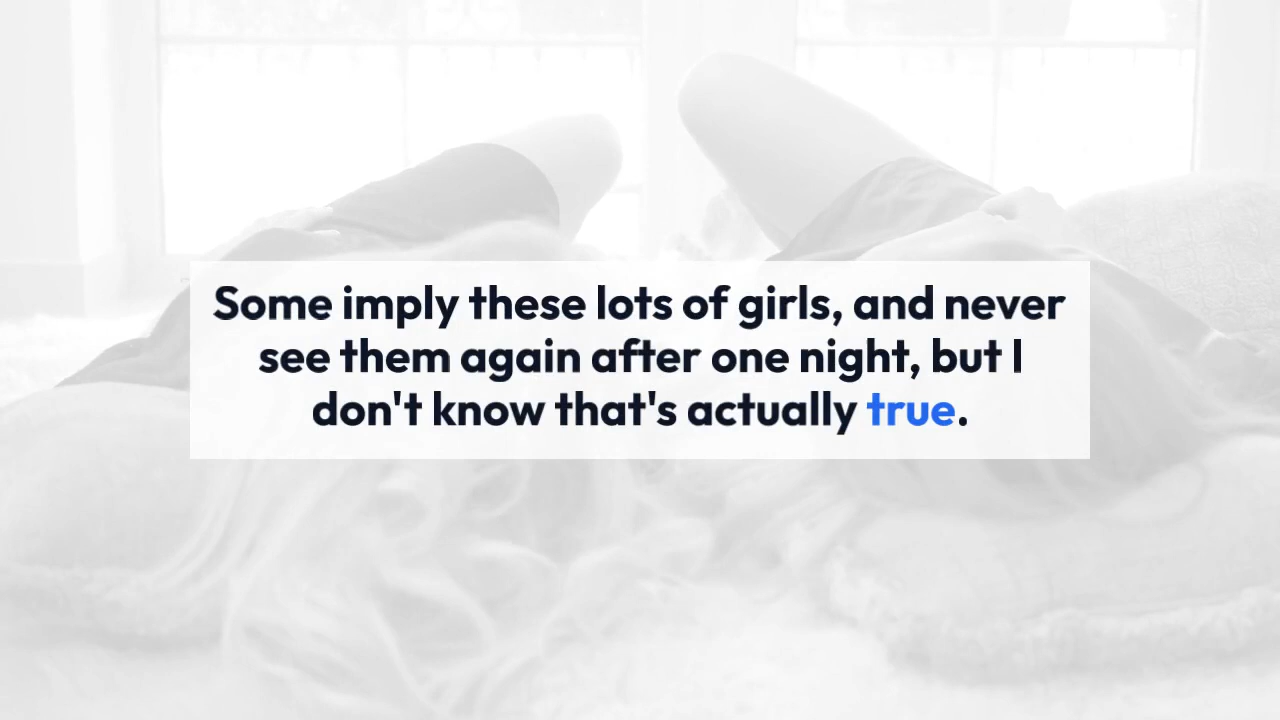 Some imply these lots of girls, and never
see them again after one night, but I
don't know that's actually true.